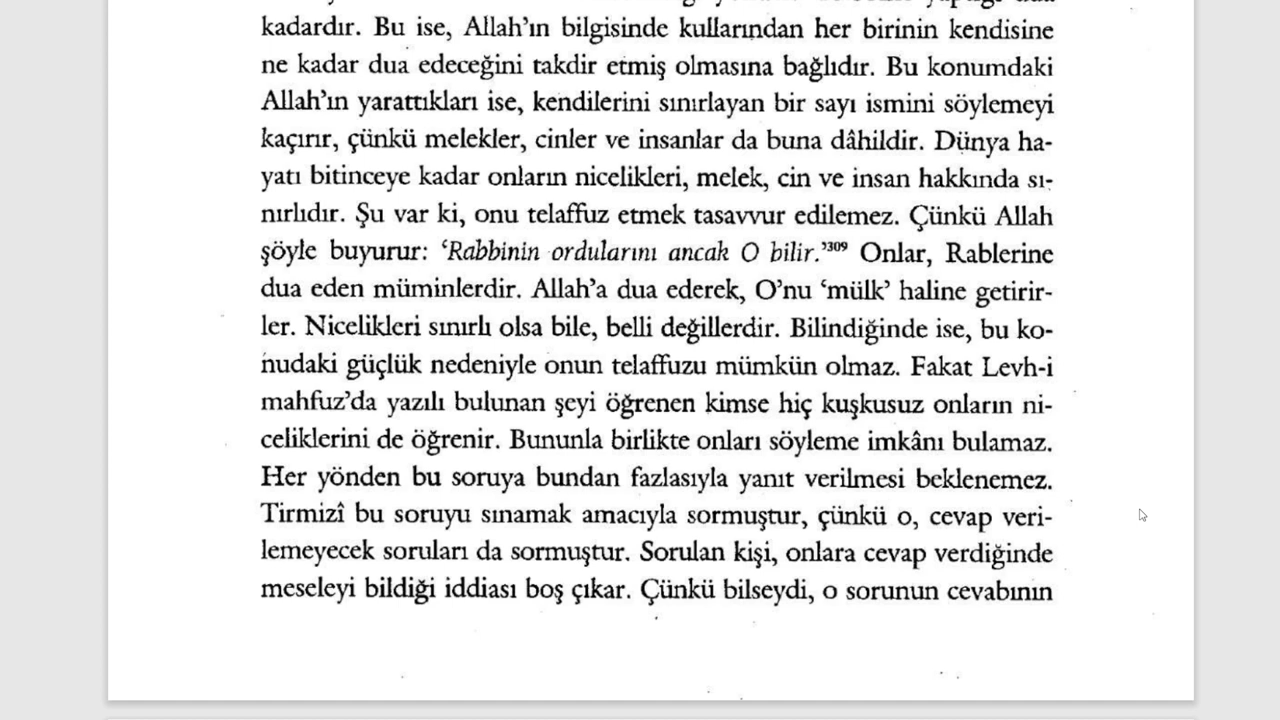 kadardır. Bu ise, Allah'ın bilgisinde kullarından her birinin kendisine
ne kadar dua edeceğini takdir etmiş olmasına bağlıdır. Bu konumdaki
Allah'ın yarattıkları ise, kendilerini sınırlayan bir sayı ismini söylemeyi
kaçırır, çünkü melekler, cinler ve insanlar da buna dâhildir. Dünya ha-
yatı bitinceye kadar onların nicelikleri, melek, cin ve insan hakkında sı-
nırlıdır. Şu var ki, onu telaffuz etmek tasavvur edilemez. Çünkü Allah
şöyle buyurur: ‘Rabbinin ordularını ancak O bilir.’309 Onlar, Rablerine
dua eden müminlerdir. Allah'a dua ederek, O'nu ‘mülk’ haline getirir-
ler. Nicelikleri sınırlı olsa bile, belli değillerdir. Bilindiğinde ise, bu ko-
nudaki güçlük nedeniyle onun telaffuzu mümkün olmaz. Fakat Levh-i
mahfuz'da yazılı bulunan şeyi öğrenen kimse hiç kuşkusuz onların ni-
celiklerini de öğrenir. Bununla birlikte onları söyleme imkânı bulamaz.
Her yönden bu soruya bundan fazlasıyla yanıt verilmesi beklenemez.
Tirmizî bu soruyu sınamak amacıyla sormuştur, çünkü o, cevap veri-
lemeyecek soruları da sormuştur. Sorulan kişi, onlara cevap verdiğinde
meseleyi bildiği iddiası boş çıkar. Çünkü bilseydi, o sorunun cevabının